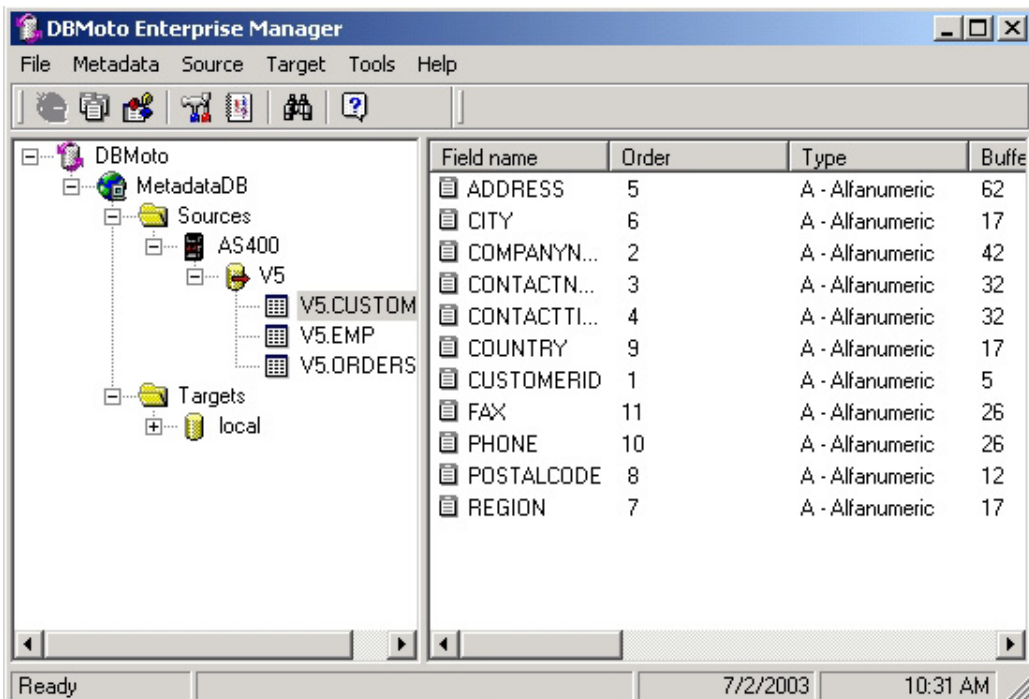 DBMoto Enterprise Manager
File Metadata Source Target Tools Help
DBMoto
MetadataDB
Sources
AS400
V5
V5.CUSTOM
V5.EMP
V5.ORDERS
Targets
local
Field name Order Type Buffe
ADDRESS 5 A - Alfanumeric 62
CITY 6 A - Alfanumeric 17
COMPANYN... 2 A - Alfanumeric 42
CONTACTN... 3 A - Alfanumeric 32
CONTACTTI... 4 A - Alfanumeric 32
COUNTRY 9 A - Alfanumeric 17
CUSTOMERID 1 A - Alfanumeric 5
FAX 11 A - Alfanumeric 26
PHONE 10 A - Alfanumeric 26
POSTALCODE 8 A - Alfanumeric 12
REGION 7 A - Alfanumeric 17
Ready 7/2/2003 10:31 AM